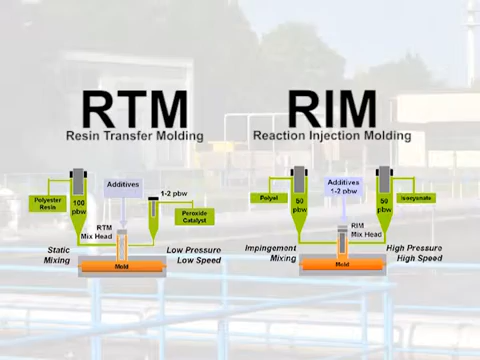 RTM
Resin Transfer Molding
Polyester
Resin
100
pbw
Additives
1-2 pbw
Peroxide
Catalyst
RTM
Mix Head
Static
Mixing
Low Pressure
Low Speed
Mold
RIM
Reaction Injection Molding
Polyol
50
pbw
Additives
1-2 pbw
50
pbw
Isocyanate
RIM
Mix Head
Impingement
Mixing
High Pressure
High Speed
Mold